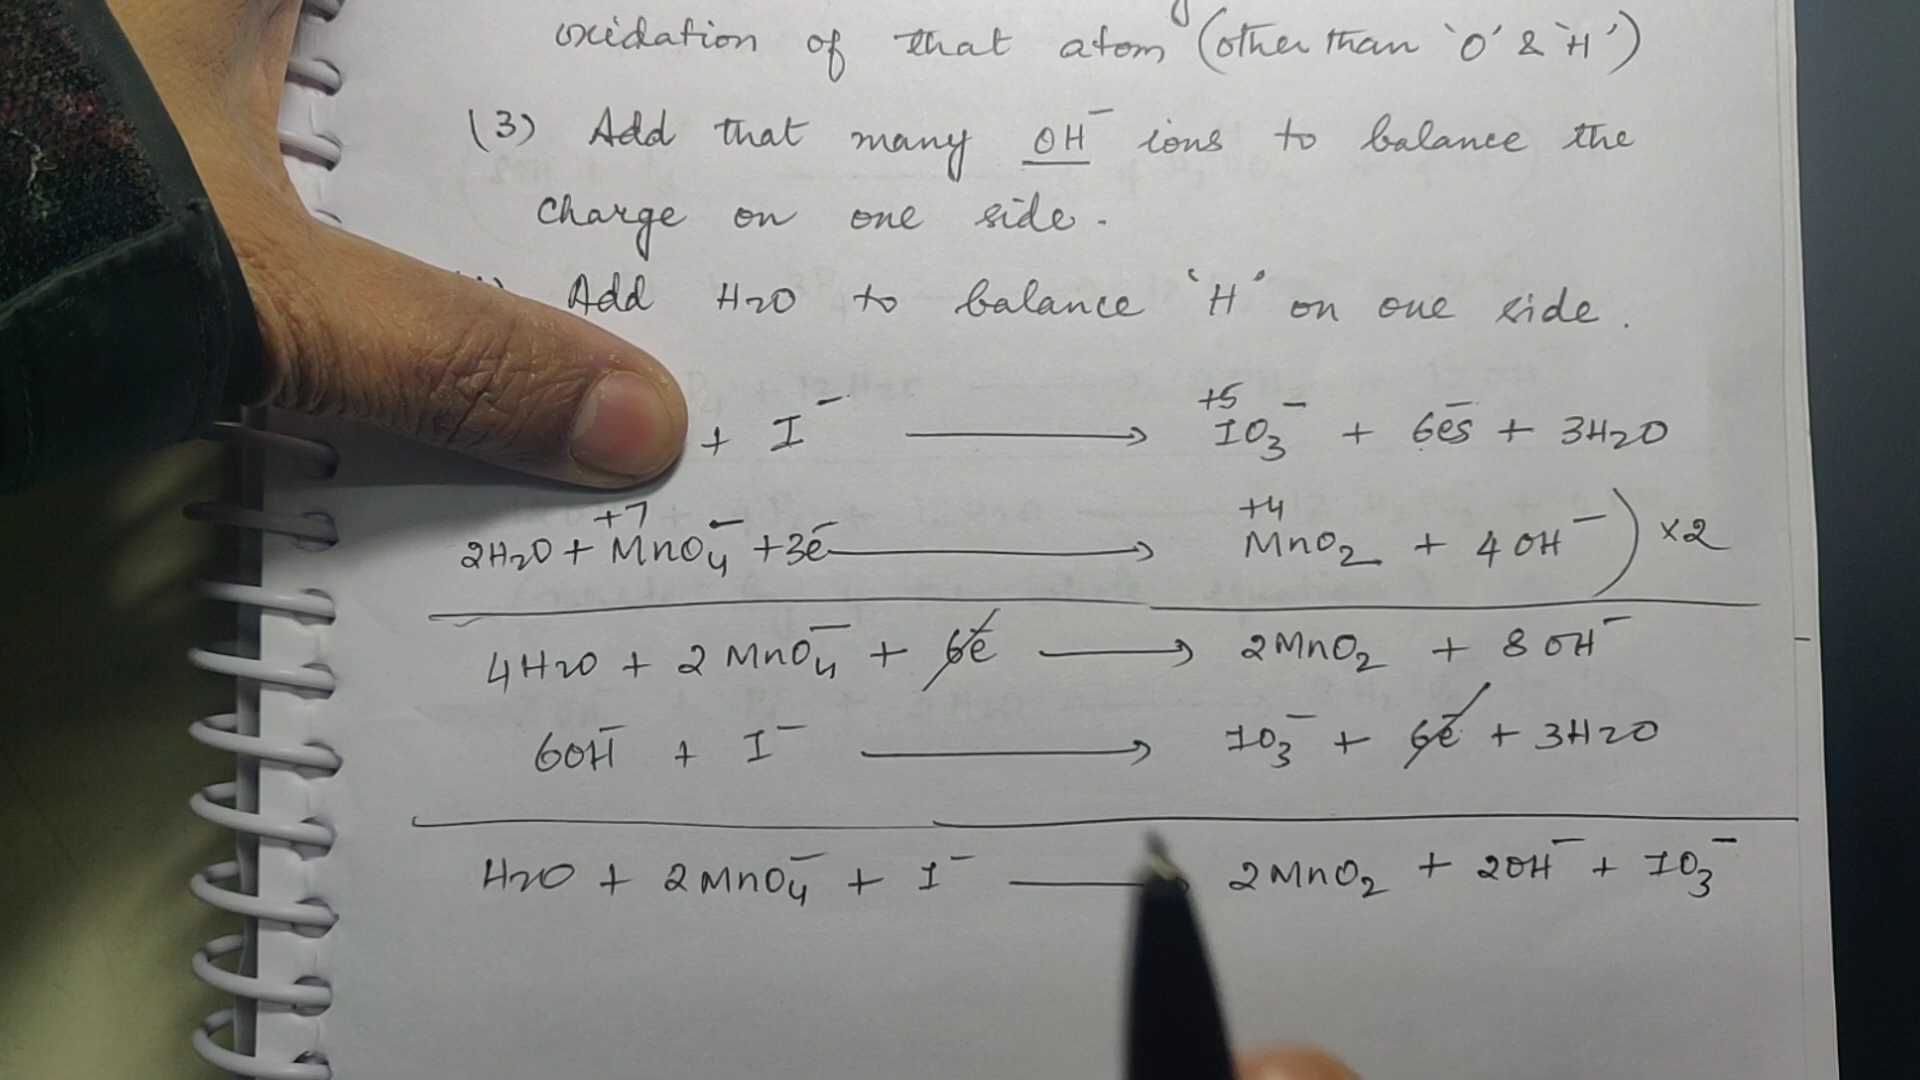 oxidation of that atom (other than 'O' & 'H')
(3) Add that many OH⁻ ions to balance the
charge on one side.
Add H₂O to balance 'H' on one side.
+ I⁻ ⟶ +5 IO₃⁻ + 6e⁻s + 3H₂O
2H₂O + +7 MnO₄⁻ + 3e⁻ ⟶ +4 MnO₂ + 4OH⁻) ×2
4H₂O + 2MnO₄⁻ + 6e⁻ ⟶ 2MnO₂ + 8OH⁻
6OH⁻ + I⁻ ⟶ IO₃⁻ + 6e⁻ + 3H₂O
H₂O + 2MnO₄⁻ + I⁻ ⟶ 2MnO₂ + 2OH⁻ + IO₃⁻